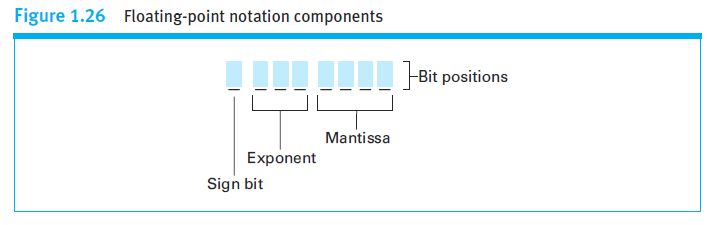 Figure 1.26 Floating-point notation components
Bit positions
Mantissa
Exponent
Sign bit